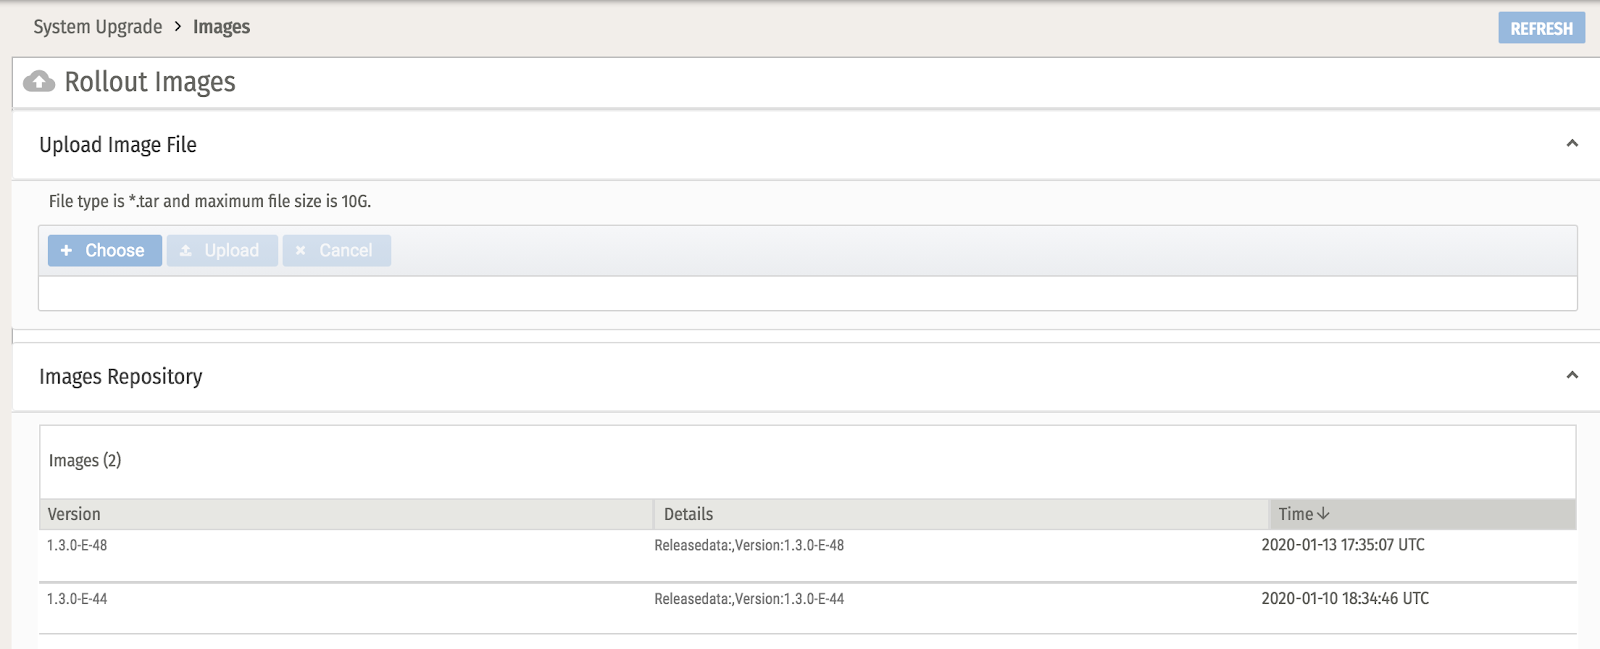 System Upgrade > Images
REFRESH
Rollout Images
Upload Image File
File type is *.tar and maximum file size is 10G.
+ Choose Upload × Cancel
Images Repository
Images (2)
Version Details Time↓
1.3.0-E-48 Releasedata:,Version:1.3.0-E-48 2020-01-13 17:35:07 UTC
1.3.0-E-44 Releasedata:,Version:1.3.0-E-44 2020-01-10 18:34:46 UTC